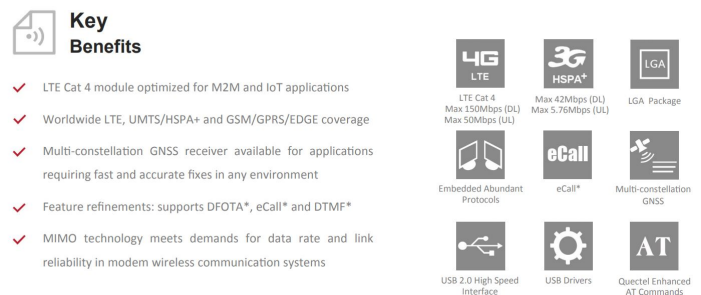 Key
Benefits
LTE Cat 4 module optimized for M2M and IoT applications
Worldwide LTE, UMTS/HSPA+ and GSM/GPRS/EDGE coverage
Multi-constellation GNSS receiver available for applications
requiring fast and accurate fixes in any environment
Feature refinements: supports DFOTA*, eCall* and DTMF*
MIMO technology meets demands for data rate and link
reliability in modem wireless communication systems
4G
LTE
LTE Cat 4
Max 150Mbps (DL)
Max 50Mbps (UL)
3G
HSPA+
Max 42Mbps (DL)
Max 5.76Mbps (UL)
LGA
LGA Package
Embedded Abundant
Protocols
eCall
eCall*
Multi-constellation
GNSS
USB 2.0 High Speed
Interface
USB Drivers
AT
Quectel Enhanced
AT Commands